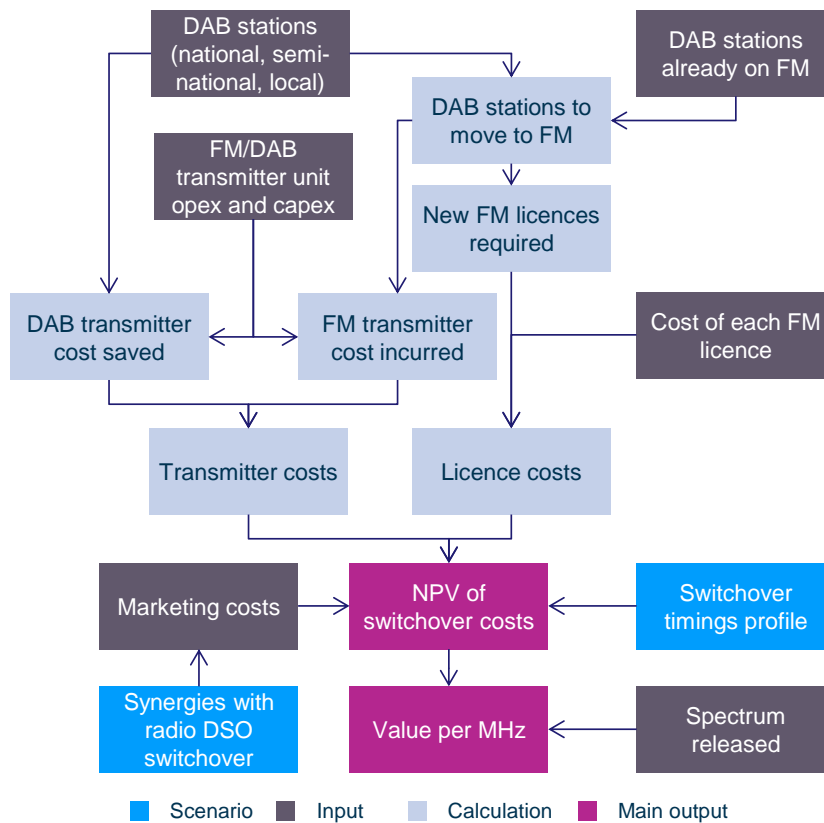 DAB stations
(national, semi-
national, local)
DAB stations
already on FM
DAB stations to
move to FM
FM/DAB
transmitter unit
opex and capex
New FM licences
required
DAB transmitter
cost saved
FM transmitter
cost incurred
Cost of each FM
licence
Transmitter costs
Licence costs
Marketing costs
NPV of
switchover costs
Switchover
timings profile
Synergies with
radio DSO
switchover
Value per MHz
Spectrum
released
Scenario
Input
Calculation
Main output